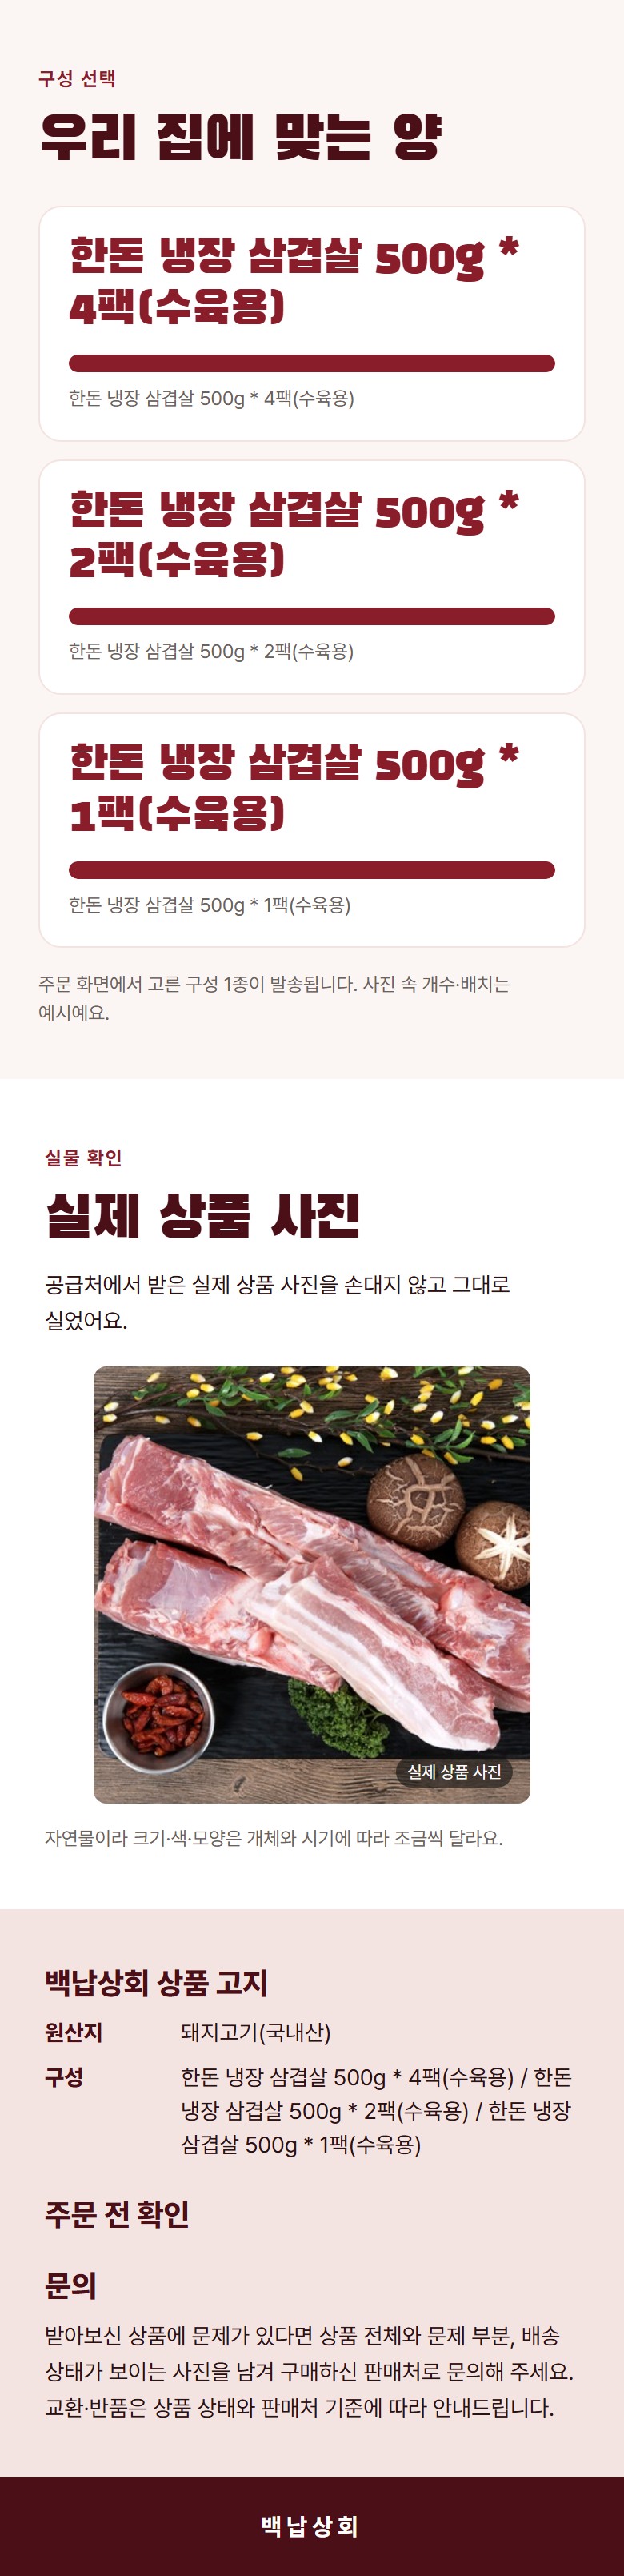 구성 선택
우리 집에 맞는 양
한돈 냉장 삼겹살 500g *
4팩(수육용)
한돈 냉장 삼겹살 500g * 4팩(수육용)
한돈 냉장 삼겹살 500g *
2팩(수육용)
한돈 냉장 삼겹살 500g * 2팩(수육용)
한돈 냉장 삼겹살 500g *
1팩(수육용)
한돈 냉장 삼겹살 500g * 1팩(수육용)
주문 화면에서 고른 구성 1종이 발송됩니다. 사진 속 개수·배치는
예시예요.
실물 확인
실제 상품 사진
공급처에서 받은 실제 상품 사진을 손대지 않고 그대로
실었어요.
실제 상품 사진
자연물이라 크기·색·모양은 개체와 시기에 따라 조금씩 달라요.
백납상회 상품 고지
원산지 돼지고기(국내산)
구성 한돈 냉장 삼겹살 500g * 4팩(수육용) / 한돈
냉장 삼겹살 500g * 2팩(수육용) / 한돈 냉장
삼겹살 500g * 1팩(수육용)
주문 전 확인
문의
받아보신 상품에 문제가 있다면 상품 전체와 문제 부분, 배송
상태가 보이는 사진을 남겨 구매하신 판매처로 문의해 주세요.
교환·반품은 상품 상태와 판매처 기준에 따라 안내드립니다.
백납상회